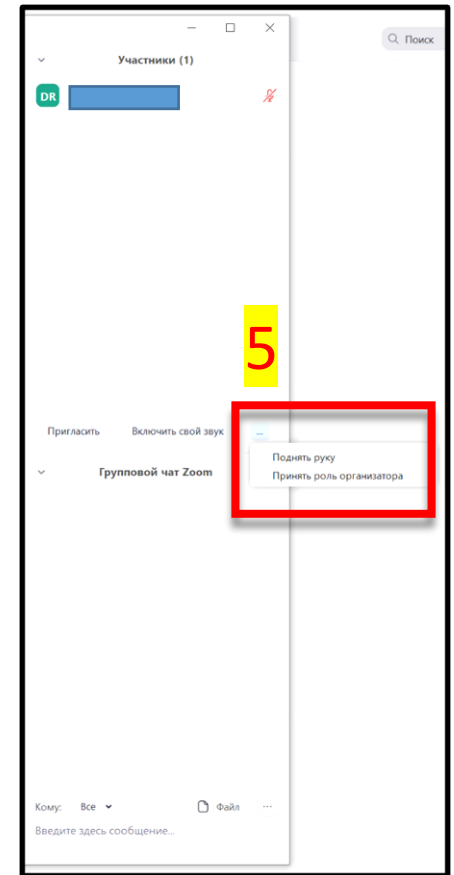 Поиск
Участники (1)
DR
5
Пригласить Включить свой звук ...
Поднять руку
Принять роль организатора
Групповой чат Zoom
Кому: Все Файл ...
Введите здесь сообщение...